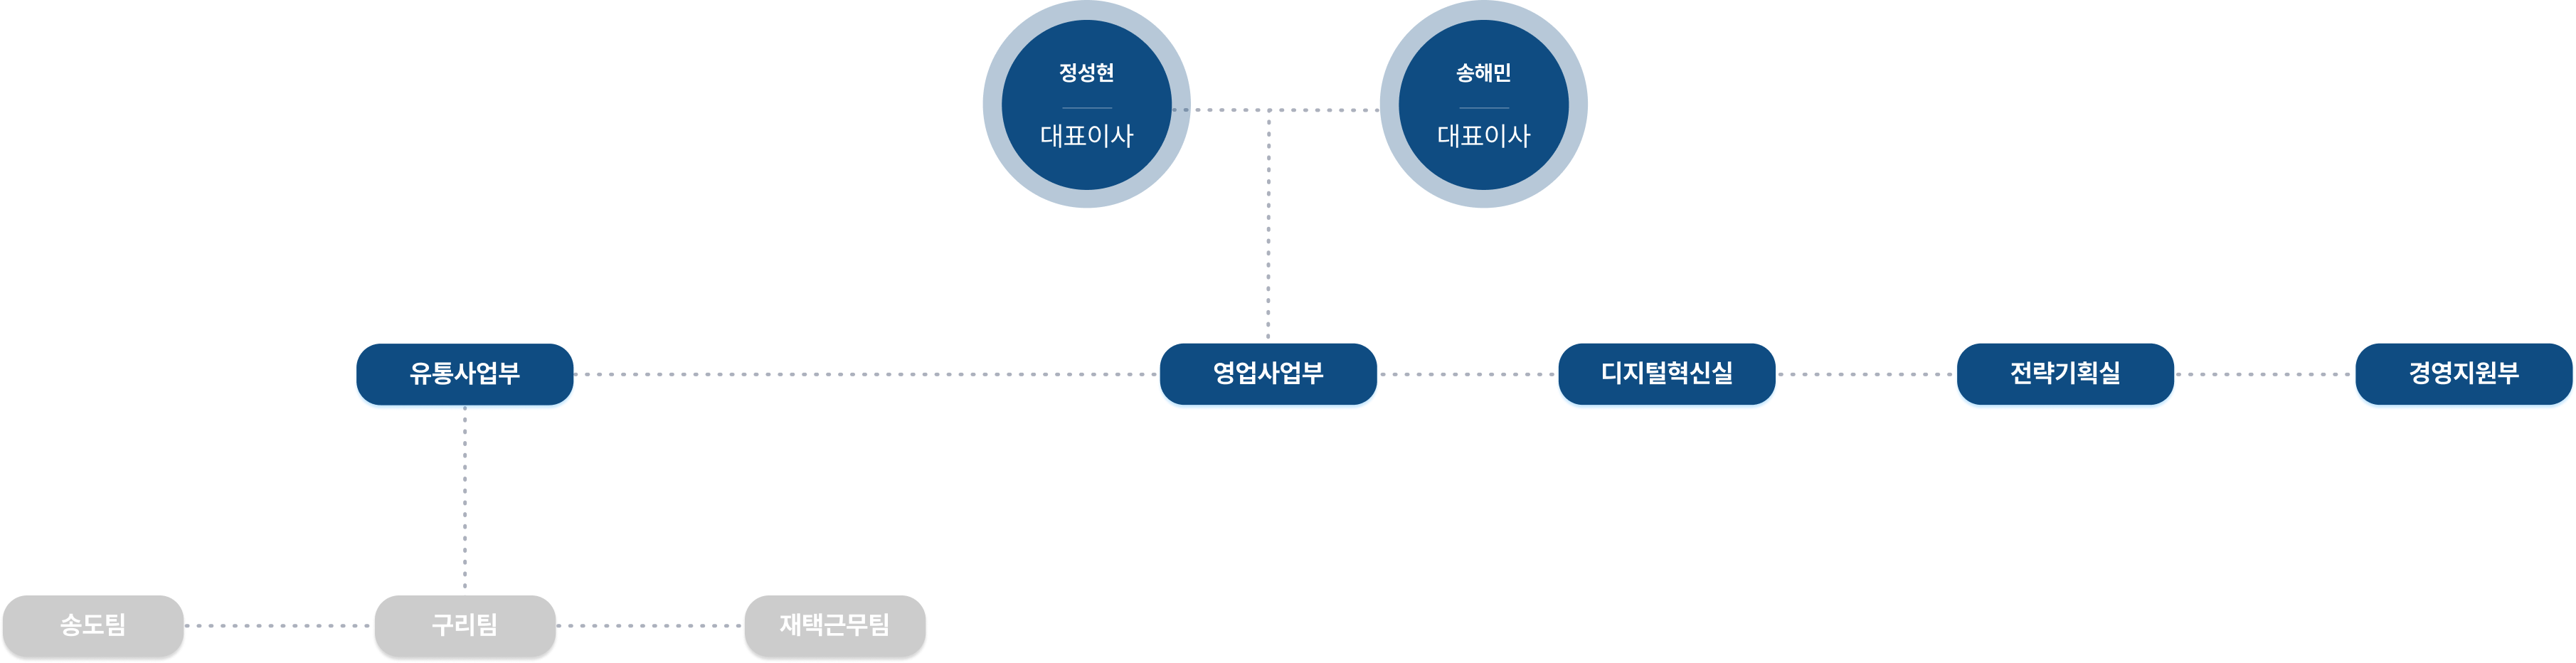 정성현
대표이사
송해민
대표이사
유통사업부
영업사업부
디지털혁신실
전략기획실
경영지원부
송도팀
구리팀
재택근무팀